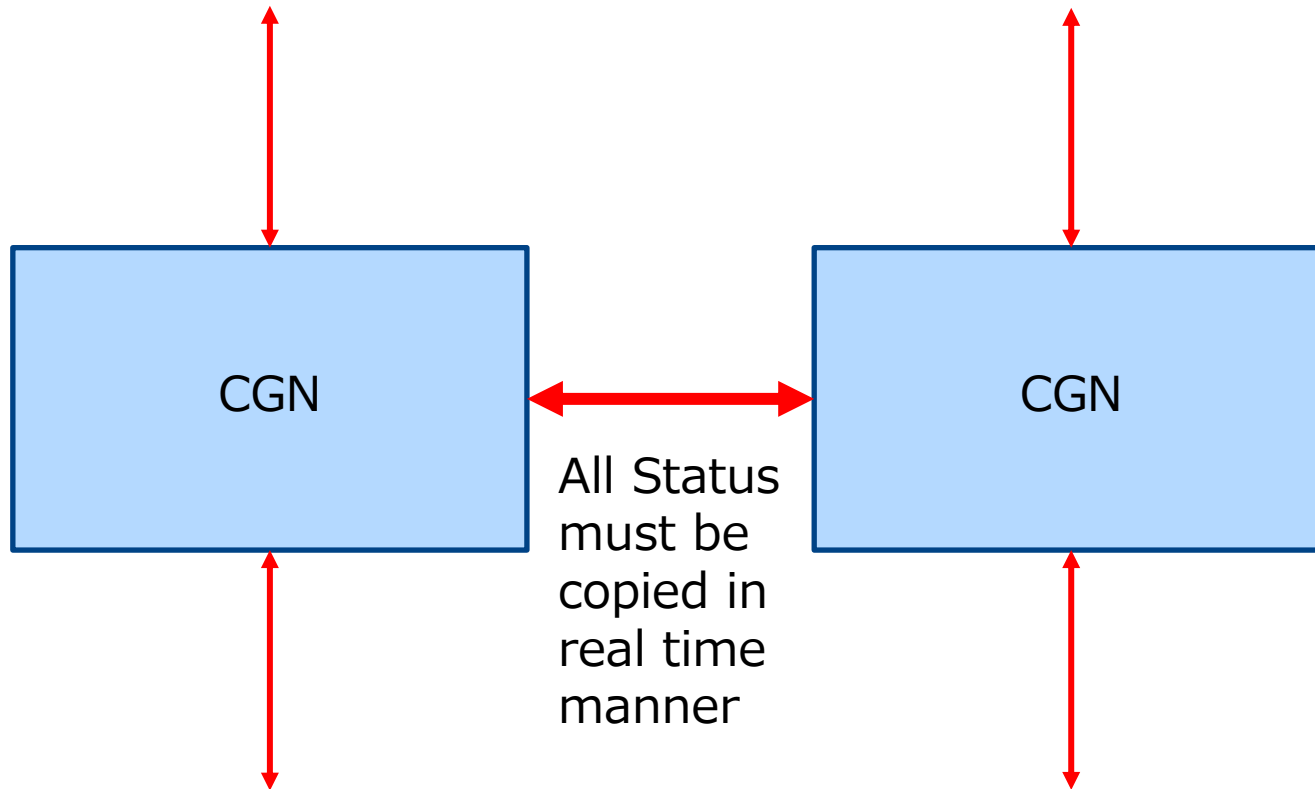 CGN
CGN
All Status
must be
copied in
real time
manner